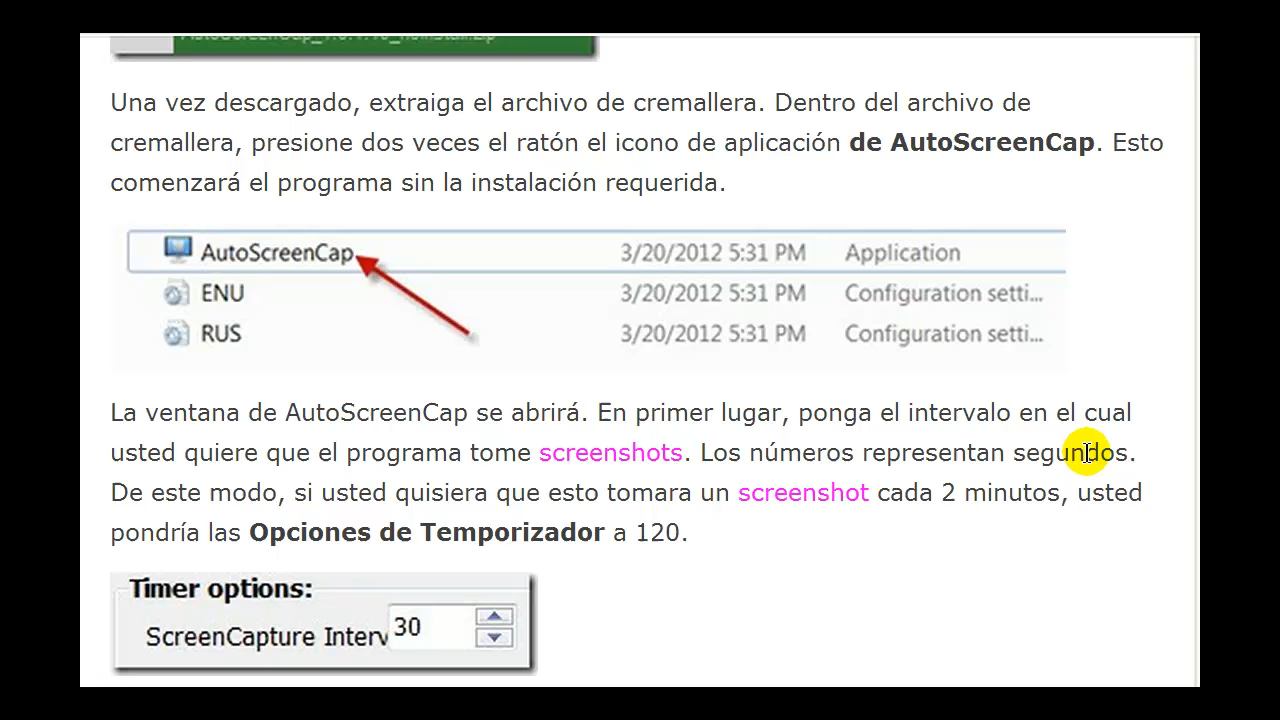 Una vez descargado, extraiga el archivo de cremallera. Dentro del archivo de
cremallera, presione dos veces el ratón el icono de aplicación de AutoScreenCap. Esto
comenzará el programa sin la instalación requerida.
AutoScreenCap 3/20/2012 5:31 PM Application
ENU 3/20/2012 5:31 PM Configuration setti...
RUS 3/20/2012 5:31 PM Configuration setti...
La ventana de AutoScreenCap se abrirá. En primer lugar, ponga el intervalo en el cual
usted quiere que el programa tome screenshots. Los números representan segundos.
De este modo, si usted quisiera que esto tomara un screenshot cada 2 minutos, usted
pondría las Opciones de Temporizador a 120.
Timer options:
ScreenCapture Interv 30